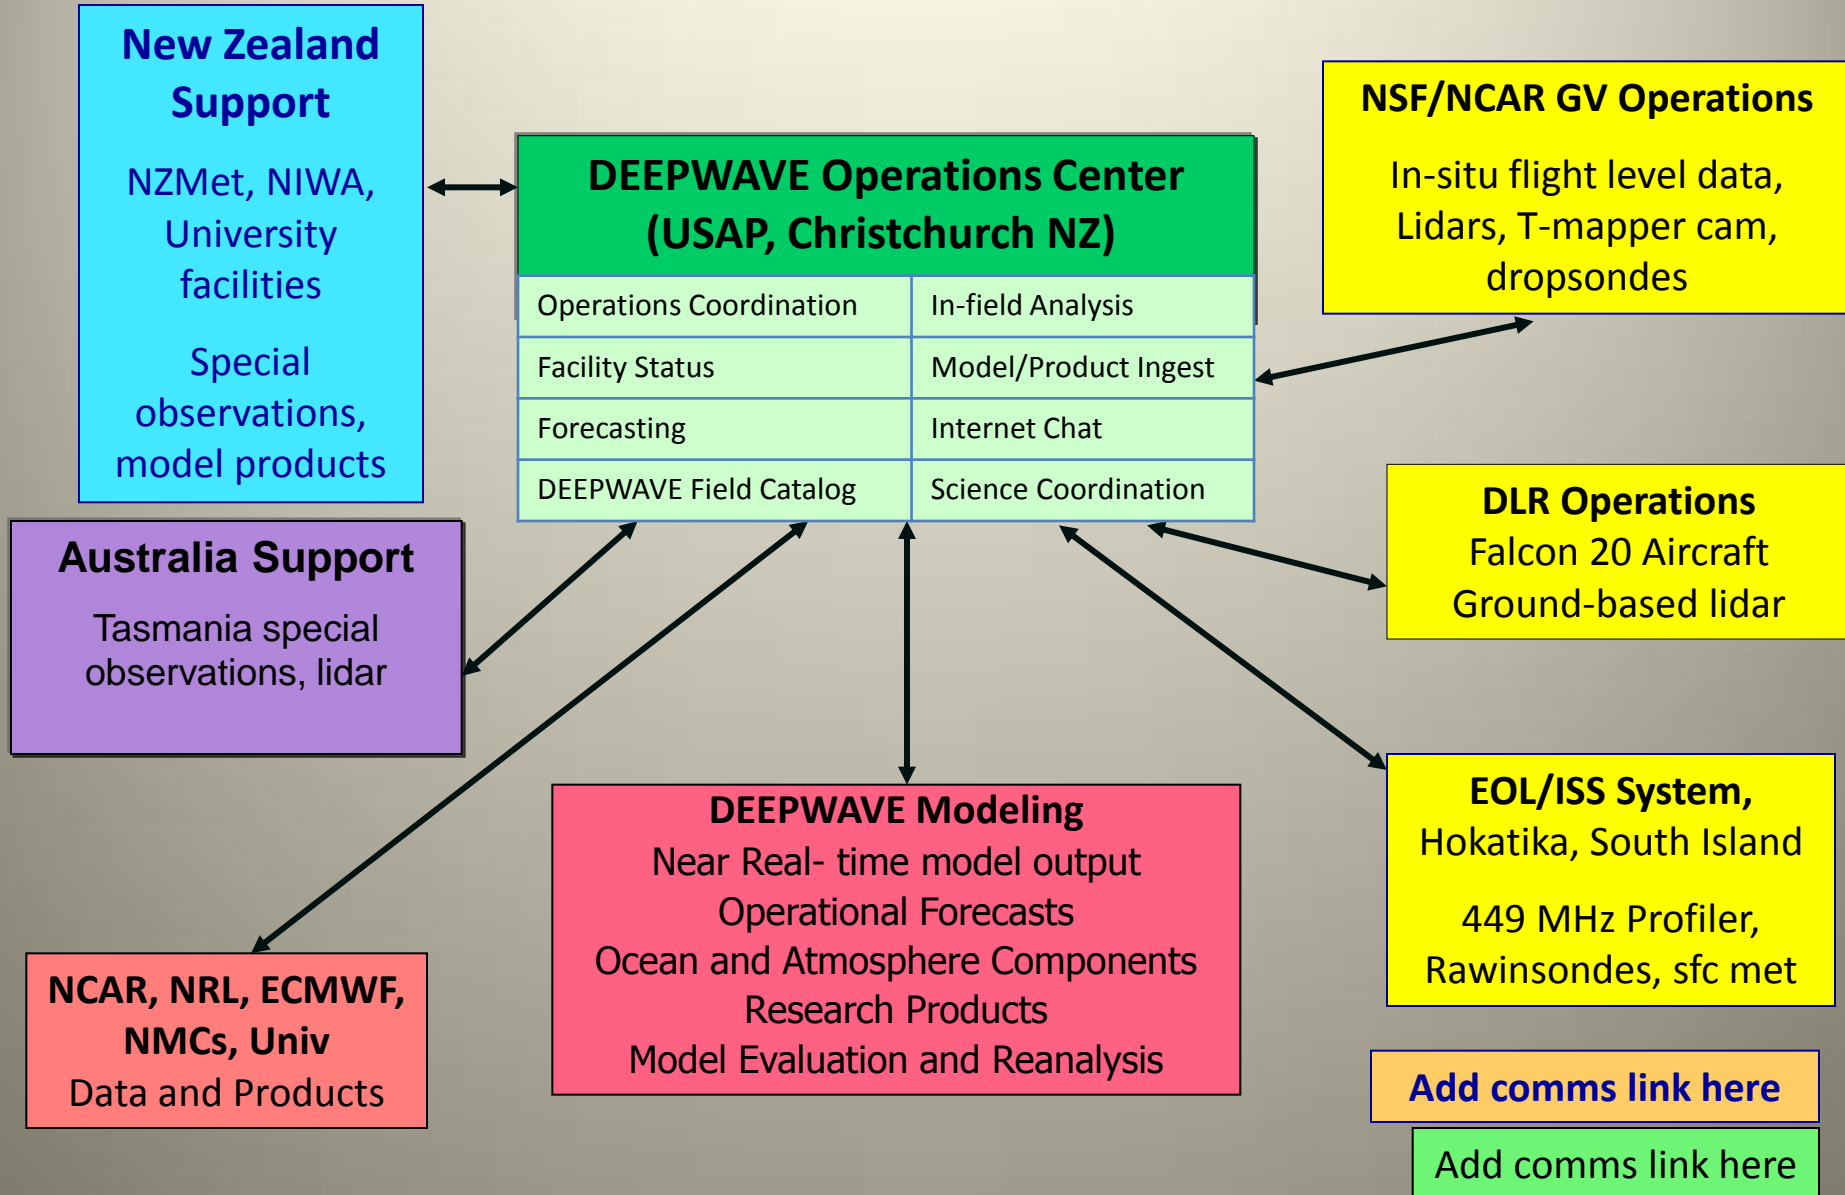 New Zealand
Support
NZMet, NIWA,
University
facilities
Special
observations,
model products
DEEPWAVE Operations Center
(USAP, Christchurch NZ)
Operations Coordination
In-field Analysis
Facility Status
Model/Product Ingest
Forecasting
Internet Chat
DEEPWAVE Field Catalog
Science Coordination
NSF/NCAR GV Operations
In-situ flight level data,
Lidars, T-mapper cam,
dropsondes
DLR Operations
Falcon 20 Aircraft
Ground-based lidar
Australia Support
Tasmania special
observations, lidar
EOL/ISS System,
Hokatika, South Island
449 MHz Profiler,
Rawinsondes, sfc met
DEEPWAVE Modeling
Near Real- time model output
Operational Forecasts
Ocean and Atmosphere Components
Research Products
Model Evaluation and Reanalysis
NCAR, NRL, ECMWF,
NMCs, Univ
Data and Products
Add comms link here
Add comms link here